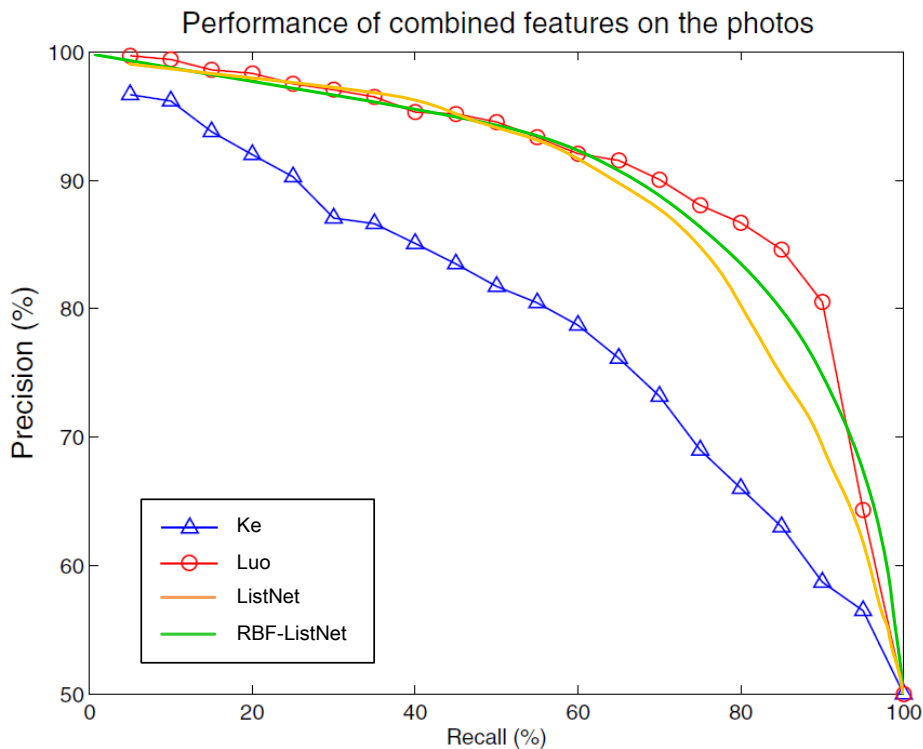 Performance of combined features on the photos
Precision (%)
100
90
80
70
60
50
Ke
Luo
ListNet
RBF-ListNet
0
20
40
60
80
100
Recall (%)